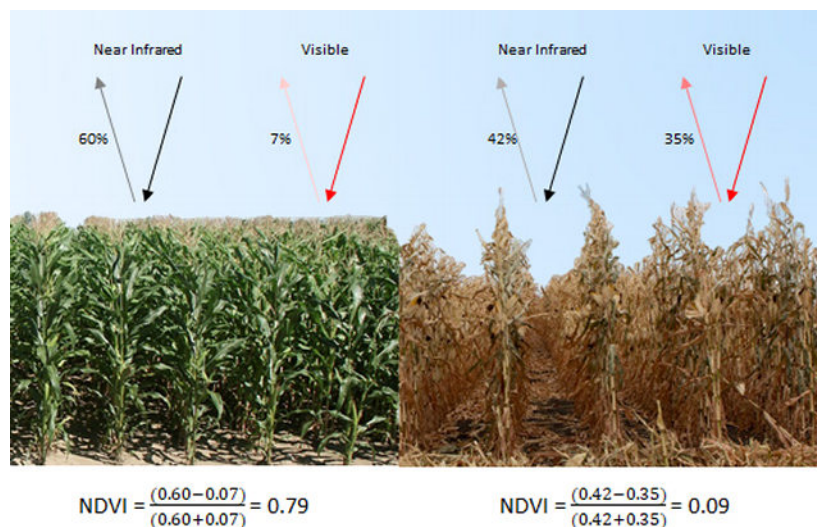 Near Infrared
Visible
60%
7%
Near Infrared
Visible
42%
35%
NDVI = (0.60−0.07)/(0.60+0.07) = 0.79
NDVI = (0.42−0.35)/(0.42+0.35) = 0.09